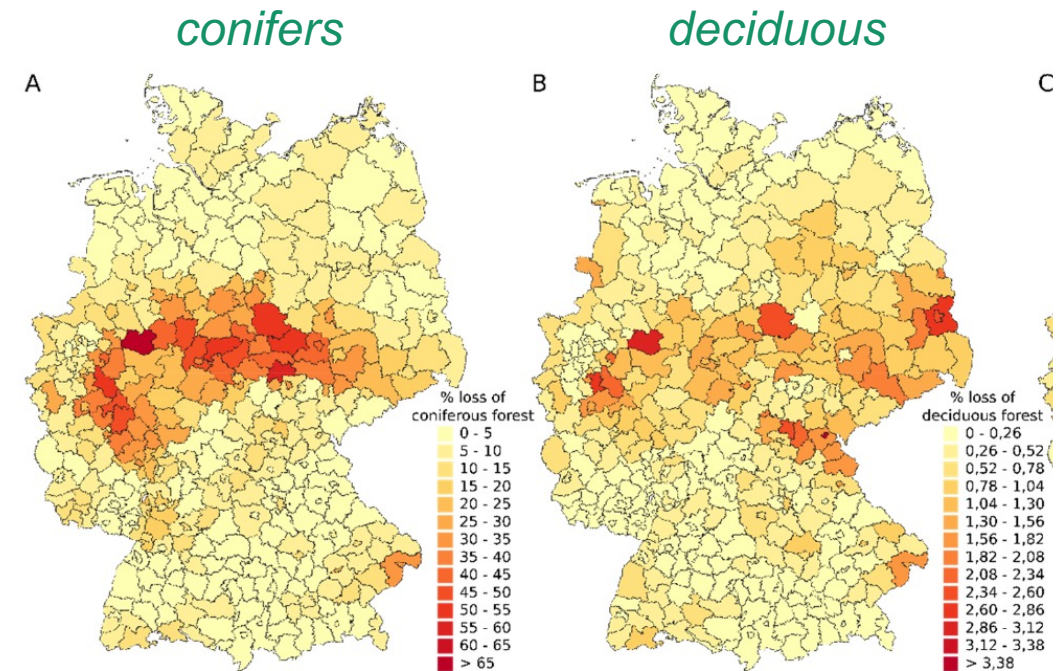 conifers
deciduous
A
B
C
% loss of
coniferous forest
0 - 5
5 - 10
10 - 15
15 - 20
20 - 25
25 - 30
30 - 35
35 - 40
40 - 45
45 - 50
50 - 55
55 - 60
60 - 65
> 65
% loss of
deciduous forest
0 - 0,26
0,26 - 0,52
0,52 - 0,78
0,78 - 1,04
1,04 - 1,30
1,30 - 1,56
1,56 - 1,82
1,82 - 2,08
2,08 - 2,34
2,34 - 2,60
2,60 - 2,86
2,86 - 3,12
3,12 - 3,38
> 3,38